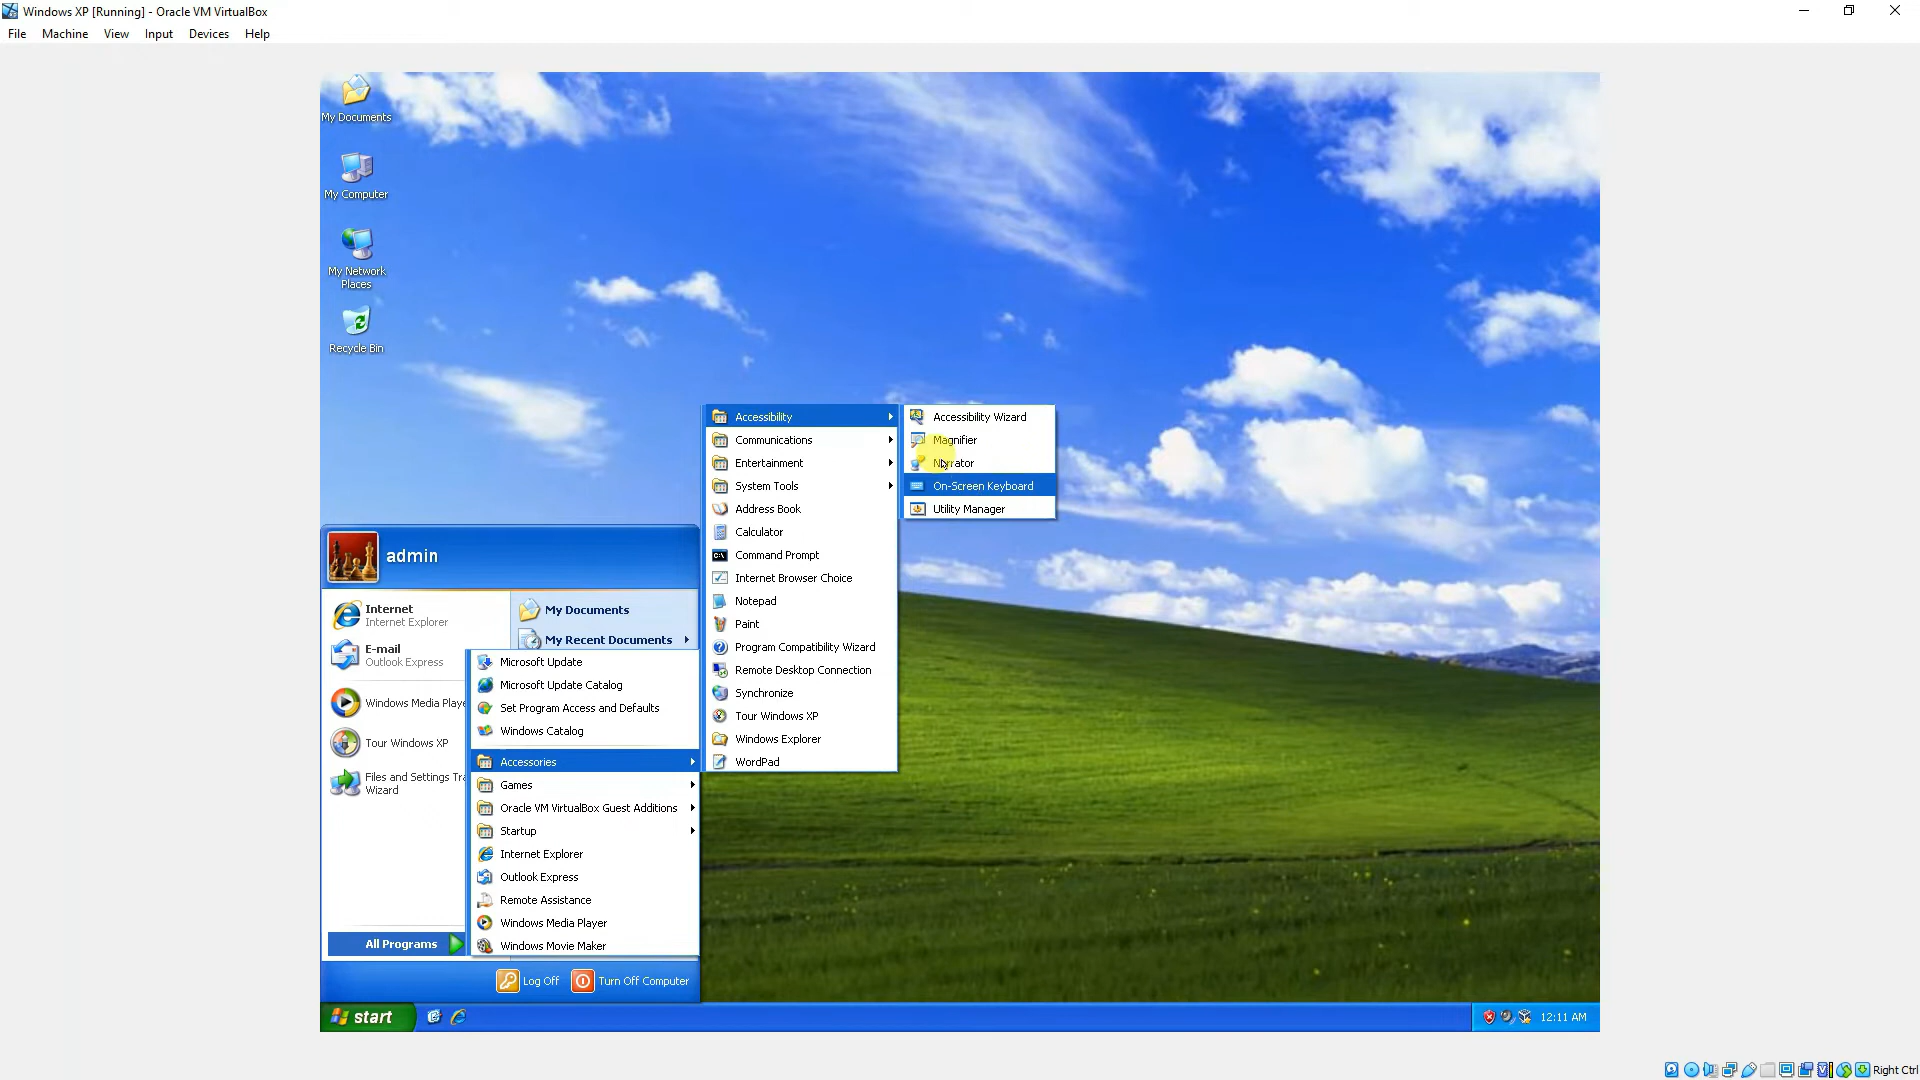 Windows XP [Running] - Oracle VM VirtualBox
File Machine View Input Devices Help
My Documents
My Computer
My Network
Places
Recycle Bin
Accessibility
Communications
Entertainment
System Tools
Address Book
Calculator
Command Prompt
Internet Browser Choice
Notepad
Paint
Program Compatibility Wizard
Remote Desktop Connection
Synchronize
Tour Windows XP
Windows Explorer
WordPad
Accessibility Wizard
Magnifier
Narrator
On-Screen Keyboard
Utility Manager
admin
Internet
Internet Explorer
E-mail
Outlook Express
Windows Media Playe
Tour Windows XP
Files and Settings Tra
Wizard
All Programs
My Documents
My Recent Documents
Microsoft Update
Microsoft Update Catalog
Set Program Access and Defaults
Windows Catalog
Accessories
Games
Oracle VM VirtualBox Guest Additions
Startup
Internet Explorer
Outlook Express
Remote Assistance
Windows Media Player
Windows Movie Maker
Log Off Turn Off Computer
start
12:11 AM
Right Ctrl